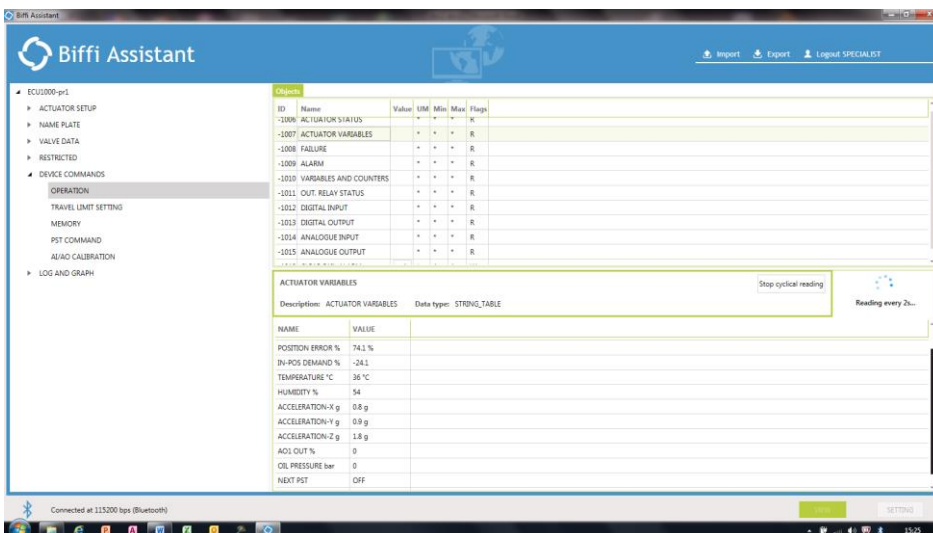 Biffi Assistant
Biffi Assistant
Import Export Logout SPECIALIST
ECU1000-pr1
ACTUATOR SETUP
NAME PLATE
VALVE DATA
RESTRICTED
DEVICE COMMANDS
OPERATION
TRAVEL LIMIT SETTING
MEMORY
PST COMMAND
AI/AO CALIBRATION
LOG AND GRAPH
Objects
ID Name Value UM Min Max Flags
-1006 ACTUATOR STATUS * * * R
-1007 ACTUATOR VARIABLES * * * R
-1008 FAILURE * * * R
-1009 ALARM * * * R
-1010 VARIABLES AND COUNTERS * * * R
-1011 OUT. RELAY STATUS * * * R
-1012 DIGITAL INPUT * * * R
-1013 DIGITAL OUTPUT * * * R
-1014 ANALOGUE INPUT * * * R
-1015 ANALOGUE OUTPUT * * * R
ACTUATOR VARIABLES
Stop cyclical reading
Description: ACTUATOR VARIABLES Data type: STRING_TABLE
Reading every 2s...
NAME VALUE
POSITION ERROR % 74.1 %
IN-POS DEMAND % -24.1
TEMPERATURE °C 36 °C
HUMIDITY % 54
ACCELERATION-X g 0.8 g
ACCELERATION-Y g 0.9 g
ACCELERATION-Z g 1.8 g
AO1 OUT % 0
OIL PRESSURE bar 0
NEXT PST OFF
Connected at 115200 bps (Bluetooth)
VIEW SETTING
15:25